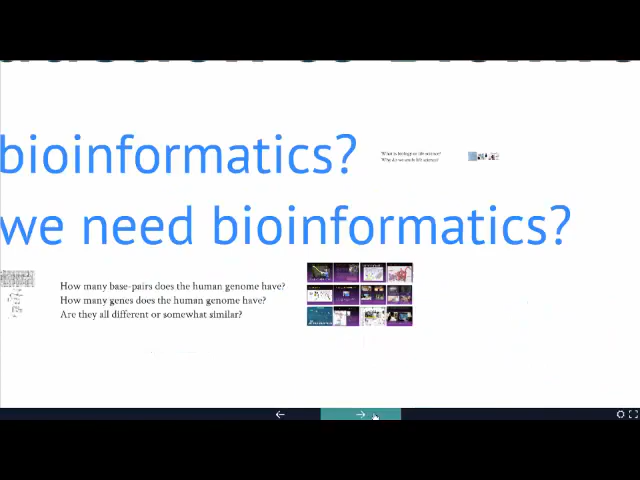 bioinformatics?
What is biology or life science?
Why do we study life science?
we need bioinformatics?
How many base-pairs does the human genome have?
How many genes does the human genome have?
Are they all different or somewhat similar?